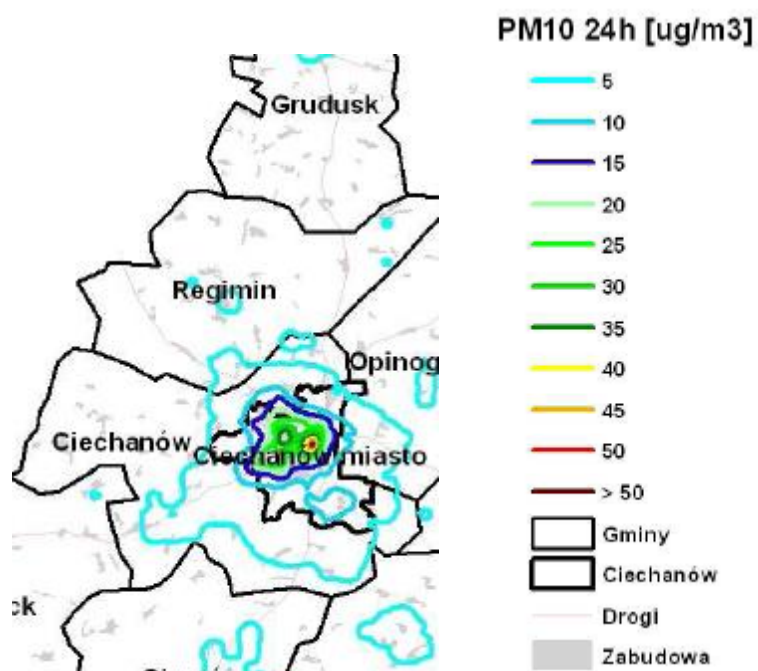 PM10 24h [ug/m3]
Grudusk
Regimin
Opinog
Ciechanów
Ciechanów miasto
ck
5
10
15
20
25
30
35
40
45
50
> 50
Gminy
Ciechanów
Drogi
Zabudowa